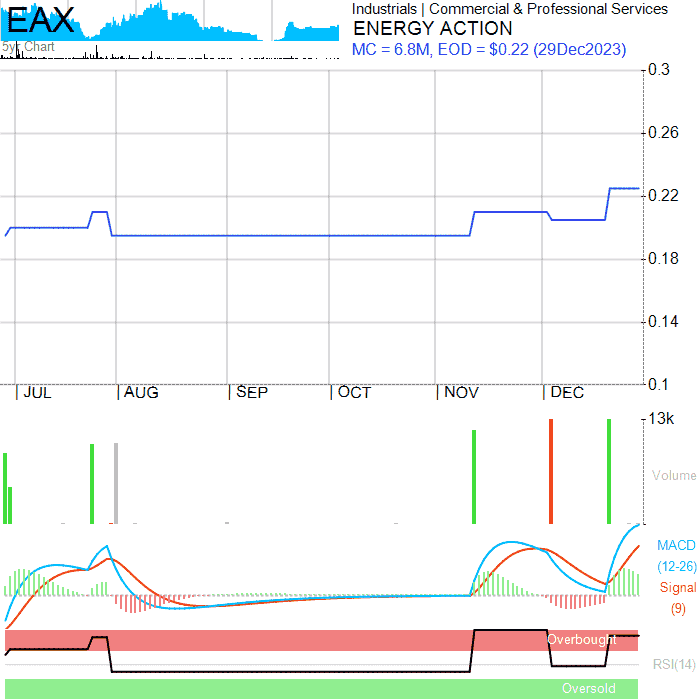 EAX
5yr Chart
Industrials | Commercial & Professional Services
ENERGY ACTION
MC = 6.8M, EOD = $0.22 (29Dec2023)
0.3
0.26
0.22
0.18
0.14
0.1
| JUL | AUG | SEP | OCT | NOV | DEC
13k
Volume
MACD
(12-26)
Signal
(9)
Overbought
RSI(14)
Oversold